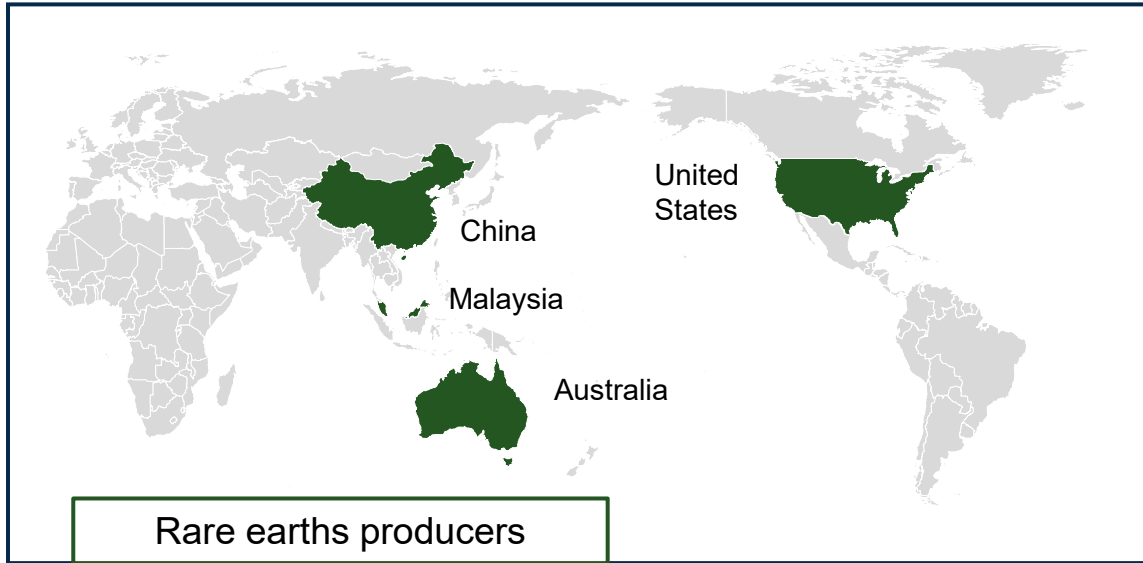 United
States
China
Malaysia
Australia
Rare earths producers